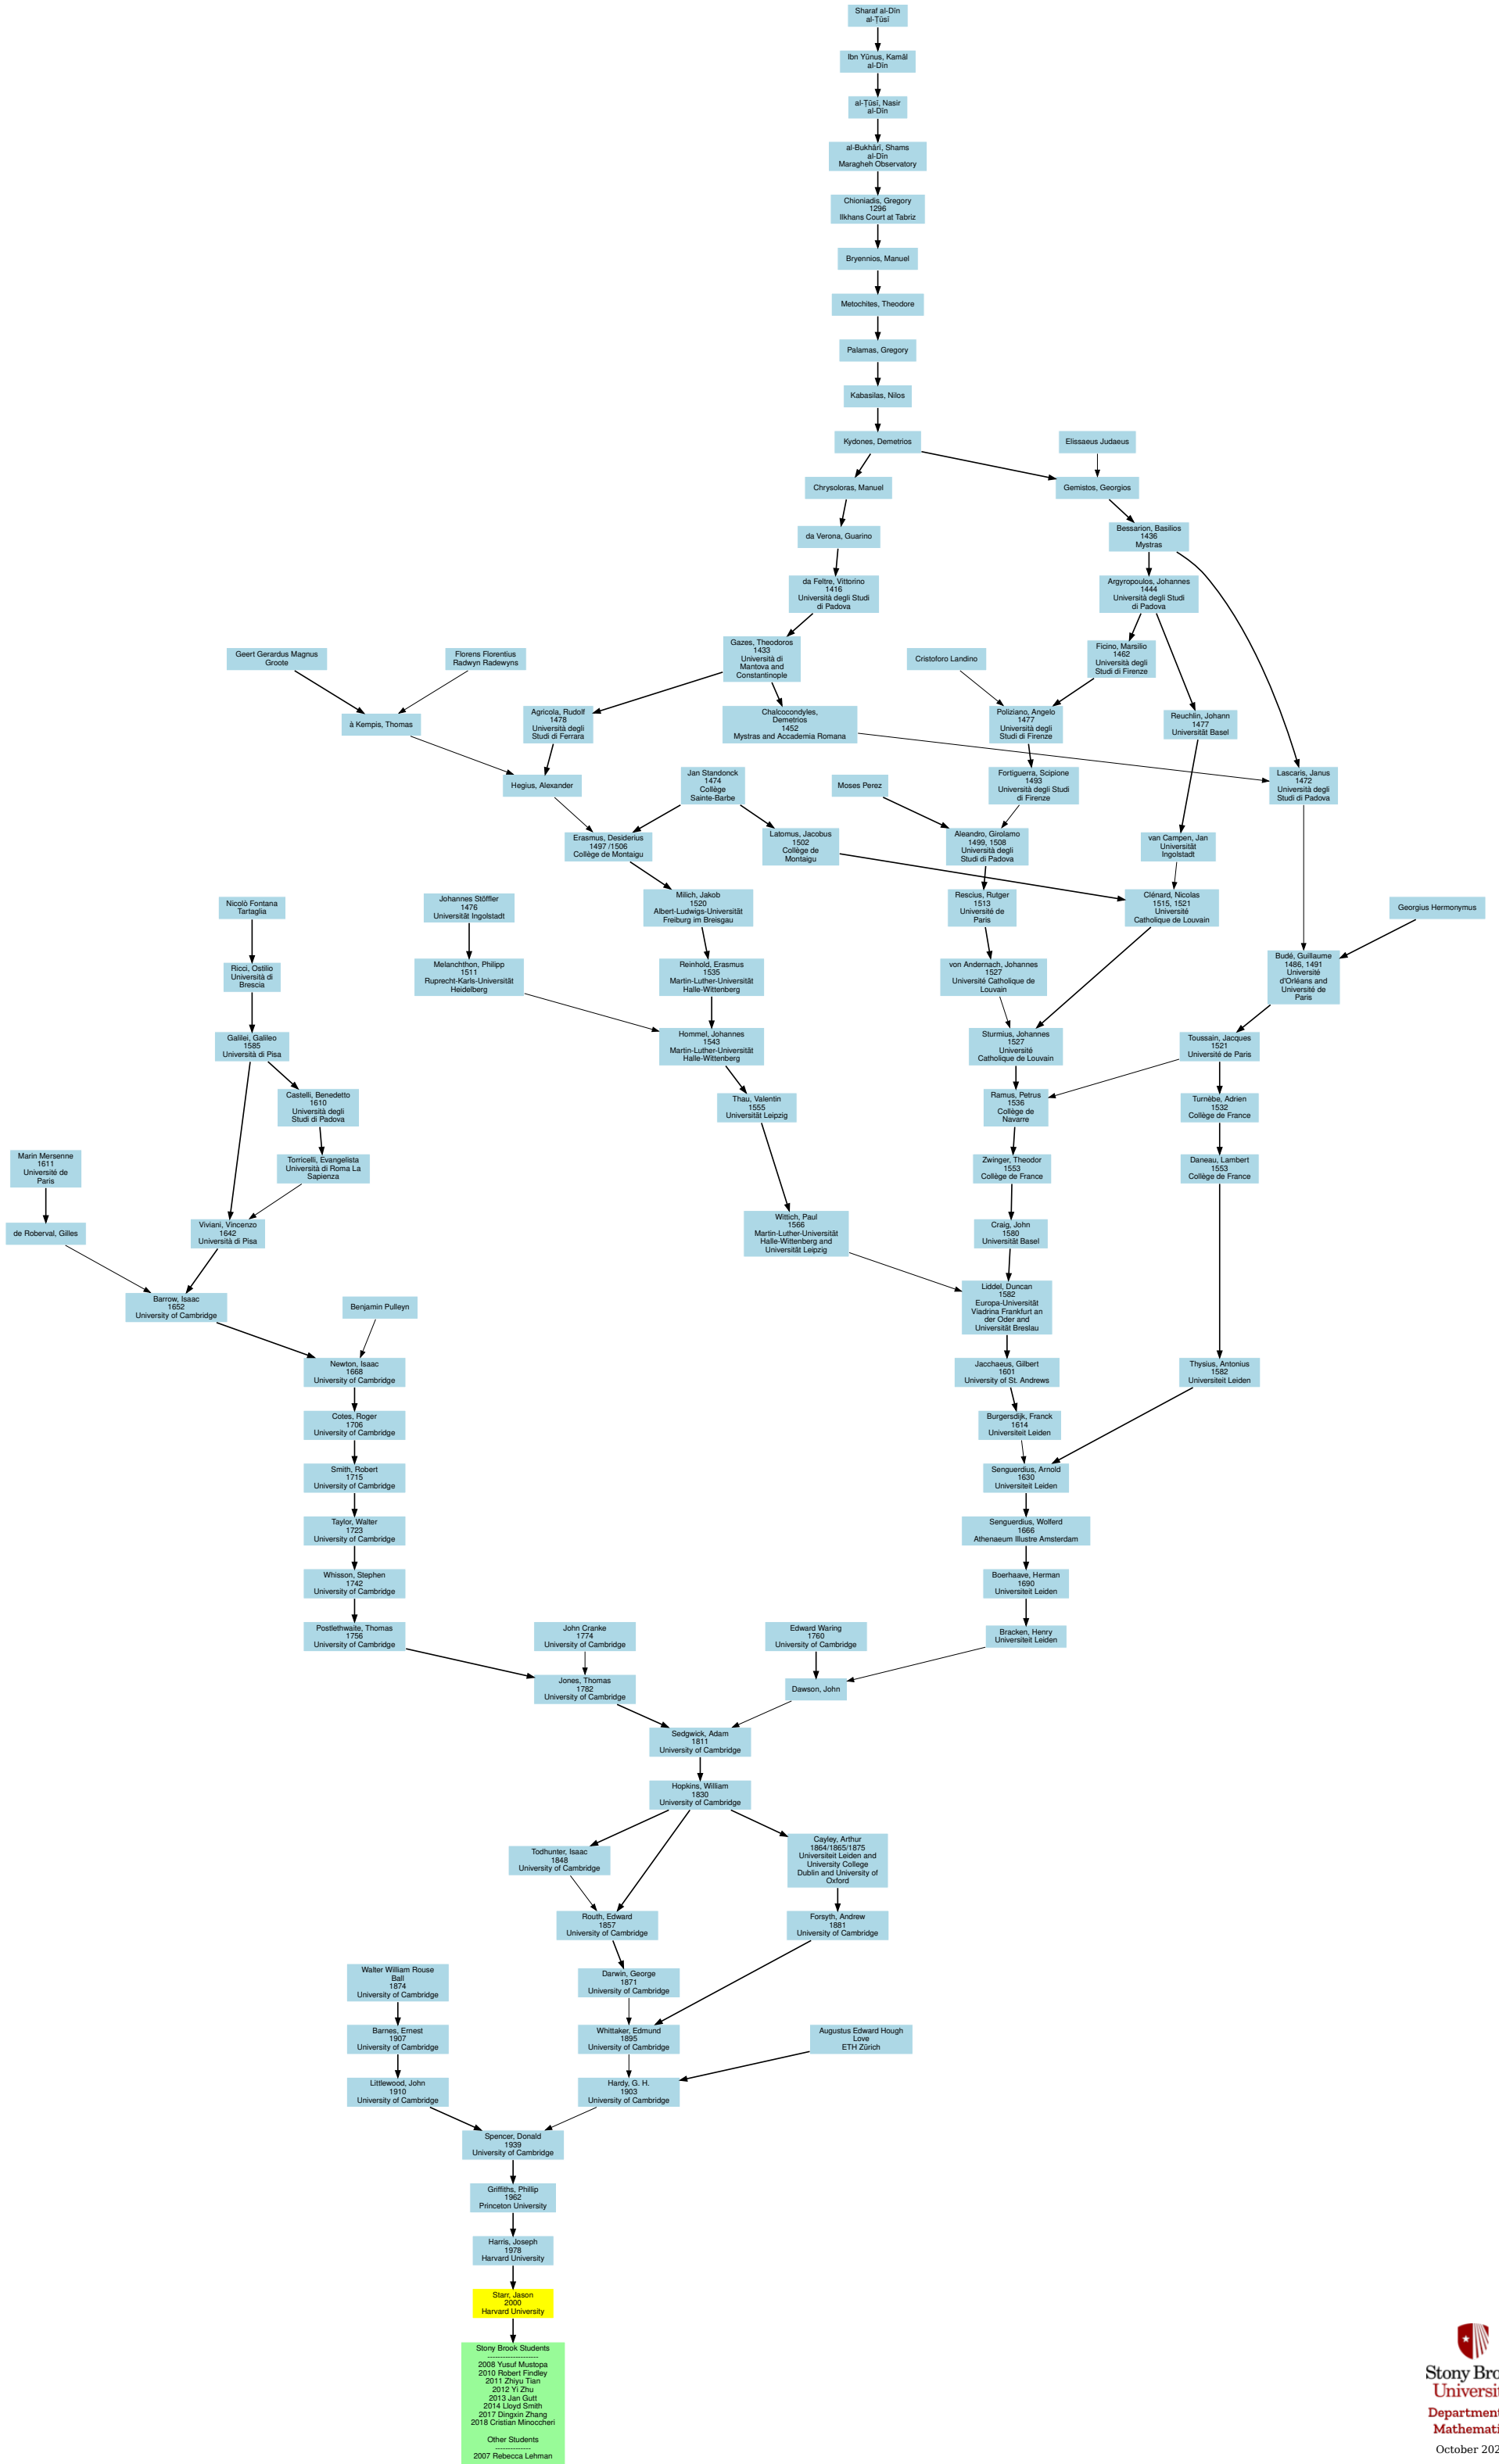 Sharaf al-Dīn
al-Ṭūsī
Ibn Yūnus, Kamāl
al-Dīn
al-Ṭūsī, Nasir
al-Dīn
al-Bukhārī, Shams
al-Dīn
Maragheh Observatory
Chioniadis, Gregory
1296
Ilkhans Court at Tabriz
Bryennios, Manuel
Metochites, Theodore
Palamas, Gregory
Kabasilas, Nilos
Kydones, Demetrios
Elissaeus Judaeus
Chrysoloras, Manuel
Gemistos, Georgios
da Verona, Guarino
Bessarion, Basilios
1436
Mystras
da Feltre, Vittorino
1416
Università degli Studi
di Padova
Argyropoulos, Johannes
1444
Università degli Studi
di Padova
Geert Gerardus Magnus
Groote
Florens Florentius
Radwyn Radewyns
Gazes, Theodoros
1433
Università di
Mantova and
Constantinople
Cristoforo Landino
Ficino, Marsilio
1462
Università degli
Studi di Firenze
à Kempis, Thomas
Agricola, Rudolf
1478
Università degli
Studi di Ferrara
Chalcocondyles,
Demetrios
1452
Mystras and Accademia Romana
Poliziano, Angelo
1477
Università degli
Studi di Firenze
Reuchlin, Johann
1477
Universität Basel
Hegius, Alexander
Jan Standonck
1474
Collège
Sainte-Barbe
Moses Perez
Fortiguerra, Scipione
1493
Università degli Studi
di Firenze
Lascaris, Janus
1472
Università degli
Studi di Padova
Erasmus, Desiderius
1497 /1506
Collège de Montaigu
Latomus, Jacobus
1502
Collège de
Montaigu
Aleandro, Girolamo
1499, 1508
Università degli
Studi di Padova
van Campen, Jan
Universität
Ingolstadt
Nicolò Fontana
Tartaglia
Johannes Stöffler
1476
Universität Ingolstadt
Milich, Jakob
1520
Albert-Ludwigs-Universität
Freiburg im Breisgau
Rescius, Rutger
1513
Université de
Paris
Clénard, Nicolas
1515, 1521
Université
Catholique de Louvain
Georgius Hermonymus
Ricci, Ostilio
Università di
Brescia
Melanchthon, Philipp
1511
Ruprecht-Karls-Universität
Heidelberg
Reinhold, Erasmus
1535
Martin-Luther-Universität
Halle-Wittenberg
von Andernach, Johannes
1527
Université Catholique de
Louvain
Budé, Guillaume
1486, 1491
Université
d'Orléans and
Université de
Paris
Galilei, Galileo
1585
Università di Pisa
Hommel, Johannes
1543
Martin-Luther-Universität
Halle-Wittenberg
Sturmius, Johannes
1527
Université
Catholique de Louvain
Toussain, Jacques
1521
Université de Paris
Castelli, Benedetto
1610
Università degli
Studi di Padova
Thau, Valentin
1555
Universität Leipzig
Ramus, Petrus
1536
Collège de
Navarre
Turnèbe, Adrien
1532
Collège de France
Marin Mersenne
1611
Université de
Paris
Torricelli, Evangelista
Università di Roma La
Sapienza
Zwinger, Theodor
1553
Collège de France
Daneau, Lambert
1553
Collège de France
de Roberval, Gilles
Viviani, Vincenzo
1642
Università di Pisa
Wittich, Paul
1566
Martin-Luther-Universität
Halle-Wittenberg and
Universität Leipzig
Craig, John
1580
Universität Basel
Barrow, Isaac
1652
University of Cambridge
Benjamin Pulleyn
Liddel, Duncan
1582
Europa-Universität
Viadrina Frankfurt an
der Oder and
Universität Breslau
Newton, Isaac
1668
University of Cambridge
Jacchaeus, Gilbert
1601
University of St. Andrews
Thysius, Antonius
1582
Universiteit Leiden
Cotes, Roger
1706
University of Cambridge
Burgersdijk, Franck
1614
Universiteit Leiden
Smith, Robert
1715
University of Cambridge
Senguerdius, Arnold
1630
Universiteit Leiden
Taylor, Walter
1723
University of Cambridge
Senguerdius, Wolferd
1666
Athenaeum Illustre Amsterdam
Whisson, Stephen
1742
University of Cambridge
Boerhaave, Herman
1690
Universiteit Leiden
Postlethwaite, Thomas
1756
University of Cambridge
John Cranke
1774
University of Cambridge
Edward Waring
1760
University of Cambridge
Bracken, Henry
Universiteit Leiden
Jones, Thomas
1782
University of Cambridge
Dawson, John
Sedgwick, Adam
1811
University of Cambridge
Hopkins, William
1830
University of Cambridge
Todhunter, Isaac
1848
University of Cambridge
Cayley, Arthur
1864/1865/1875
Universiteit Leiden and
University College
Dublin and University of
Oxford
Routh, Edward
1857
University of Cambridge
Forsyth, Andrew
1881
University of Cambridge
Walter William Rouse
Ball
1874
University of Cambridge
Darwin, George
1871
University of Cambridge
Barnes, Ernest
1907
University of Cambridge
Whittaker, Edmund
1895
University of Cambridge
Augustus Edward Hough
Love
ETH Zürich
Littlewood, John
1910
University of Cambridge
Hardy, G. H.
1903
University of Cambridge
Spencer, Donald
1939
University of Cambridge
Griffiths, Phillip
1962
Princeton University
Harris, Joseph
1978
Harvard University
Starr, Jason
2000
Harvard University
Stony Brook Students
--------------------
2008 Yusuf Mustopa
2010 Robert Findley
2011 Zhiyu Tian
2012 Yi Zhu
2013 Jan Gutt
2014 Lloyd Smith
2017 Dingxin Zhang
2018 Cristian Minoccheri
Other Students
--------------
2007 Rebecca Lehman
Stony Bro
Universi
Department
Mathemati
October 202